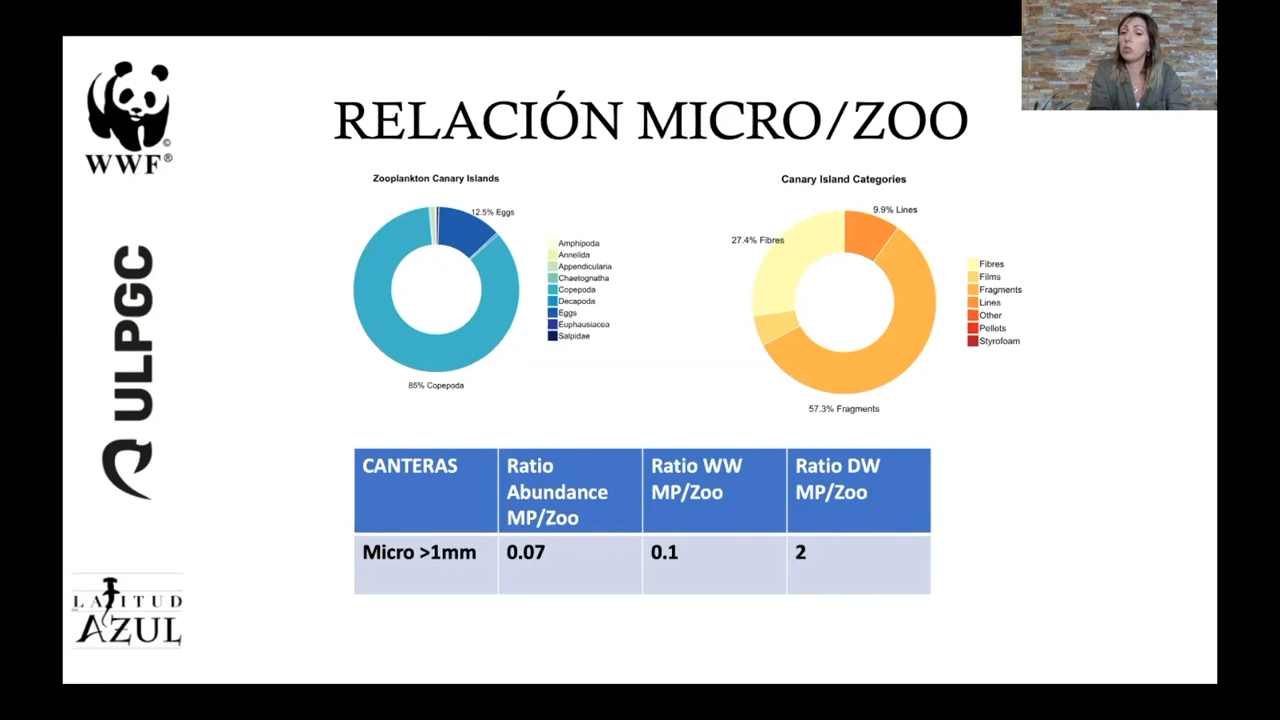 WWF®
ULPGC
LATITUD
AZUL
RELACIÓN MICRO/ZOO
Zooplankton Canary Islands
12.5% Eggs
85% Copepoda
Amphipoda
Annelida
Appendicularia
Chaetognatha
Copepoda
Decapoda
Eggs
Euphausiacea
Salpidae
Canary Island Categories
9.9% Lines
27.4% Fibres
57.3% Fragments
Fibres
Films
Fragments
Lines
Other
Pellets
Styrofoam
CANTERAS
Ratio
Abundance
MP/Zoo
Ratio WW
MP/Zoo
Ratio DW
MP/Zoo
Micro >1mm
0.07
0.1
2